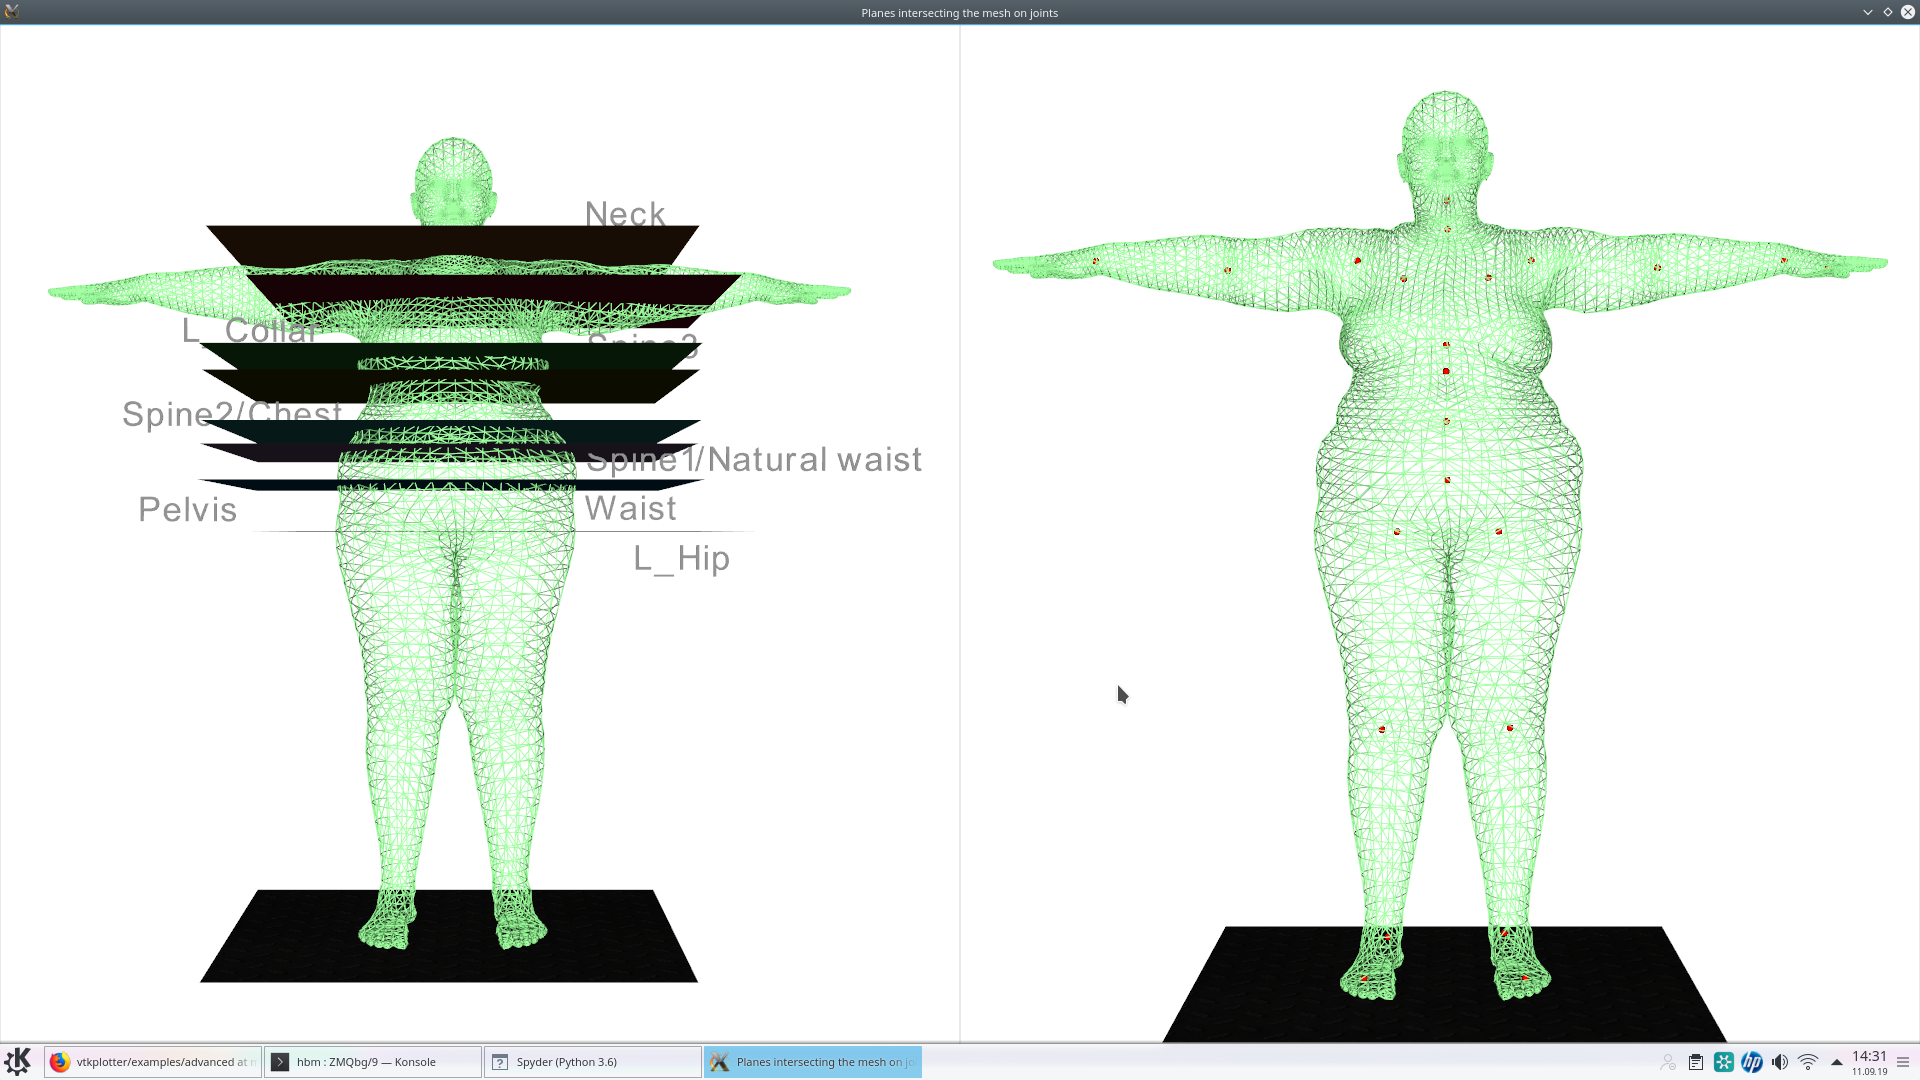 Planes intersecting the mesh on joints
Neck
L_Collar
Spine3
Spine2/Chest
Spine1/Natural waist
Pelvis
Waist
L_Hip
vtkplotter/examples/advanced at
hbm : ZMQbg/9 — Konsole
Spyder (Python 3.6)
Planes intersecting the mesh on jo
hp
14:31
11.09.19